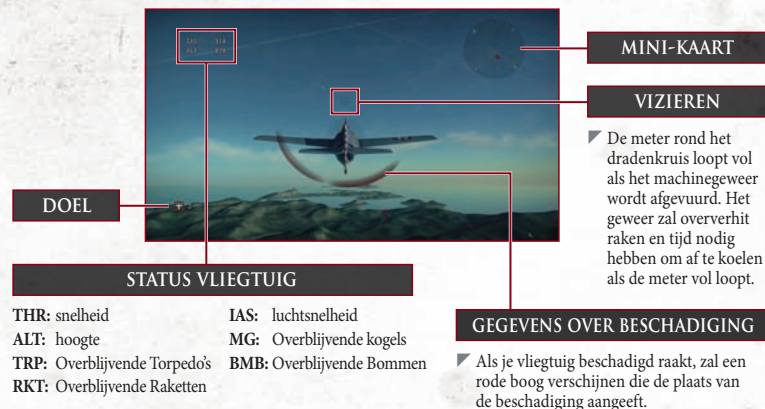 IAS
ALT
MINI-KAART
VIZIEREN
De meter rond het
dradenkruis loopt vol
als het machinegeweer
wordt afgevuurd. Het
geweer zal oververhit
raken en tijd nodig
hebben om af te koelen
als de meter vol loopt.
DOEL
STATUS VLIEGTUIG
THR: snelheid
ALT: hoogte
TRP: Overblijvende Torpedo's
RKT: Overblijvende Raketten
IAS: luchtsnelheid
MG: Overblijvende kogels
BMB: Overblijvende Bommen
GEGEVENS OVER BESCHADIGING
Als je vliegtuig beschadigd raakt, zal een
rode boog verschijnen die de plaats van
de beschadiging aangeeft.